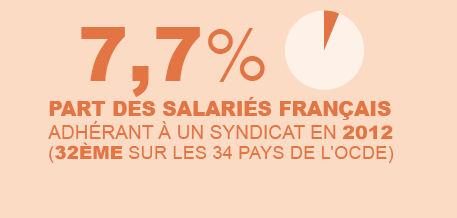 7,7%
PART DES SALARIÉS FRANÇAIS
ADHÉRANT À UN SYNDICAT EN 2012
(32ÈME SUR LES 34 PAYS DE L'OCDE)